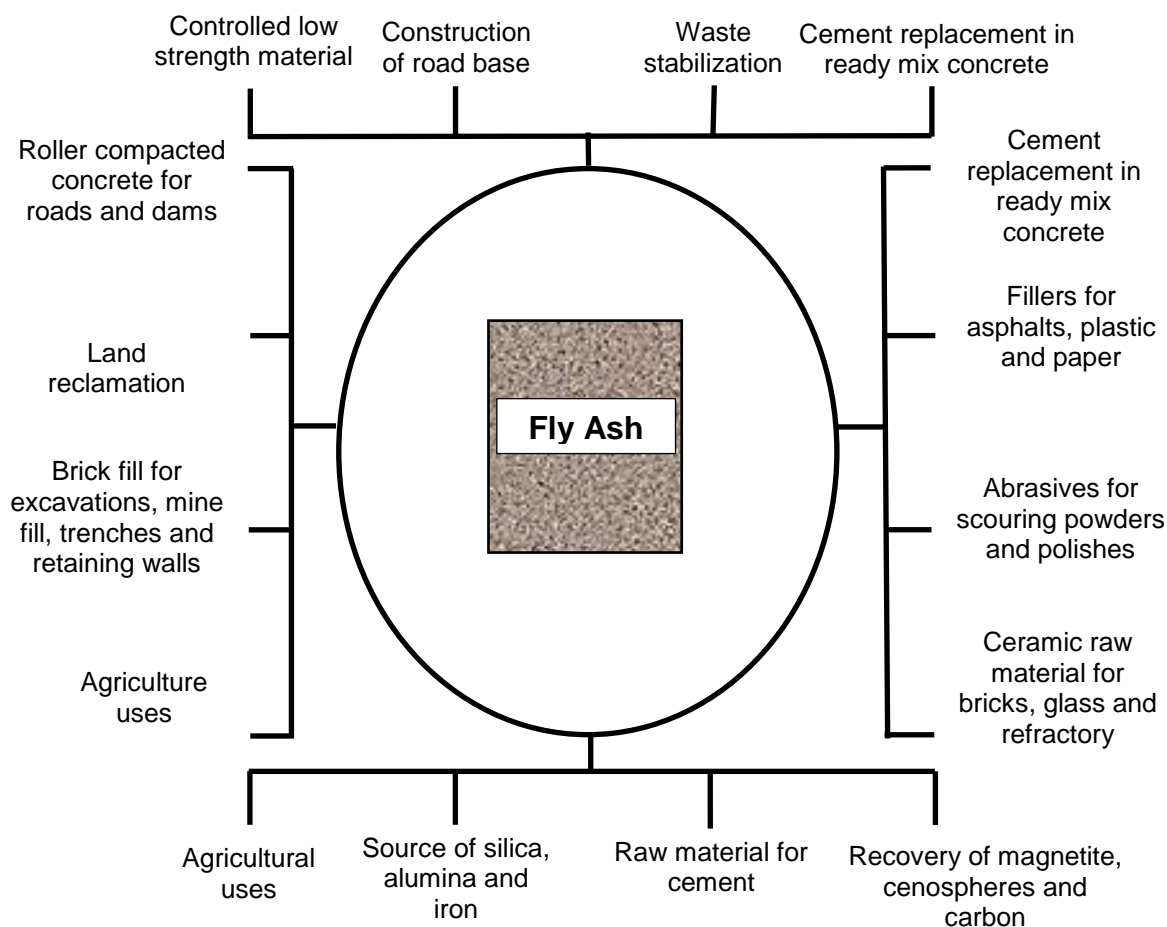 Controlled low
strength material
Construction
of road base
Waste
stabilization
Cement replacement in
ready mix concrete
Roller compacted
concrete for
roads and dams
Land
reclamation
Brick fill for
excavations, mine
fill, trenches and
retaining walls
Agriculture
uses
Fly Ash
Cement
replacement in
ready mix
concrete
Fillers for
asphalts, plastic
and paper
Abrasives for
scouring powders
and polishes
Ceramic raw
material for
bricks, glass and
refractory
Agricultural
uses
Source of silica,
alumina and
iron
Raw material for
cement
Recovery of magnetite,
cenospheres and
carbon